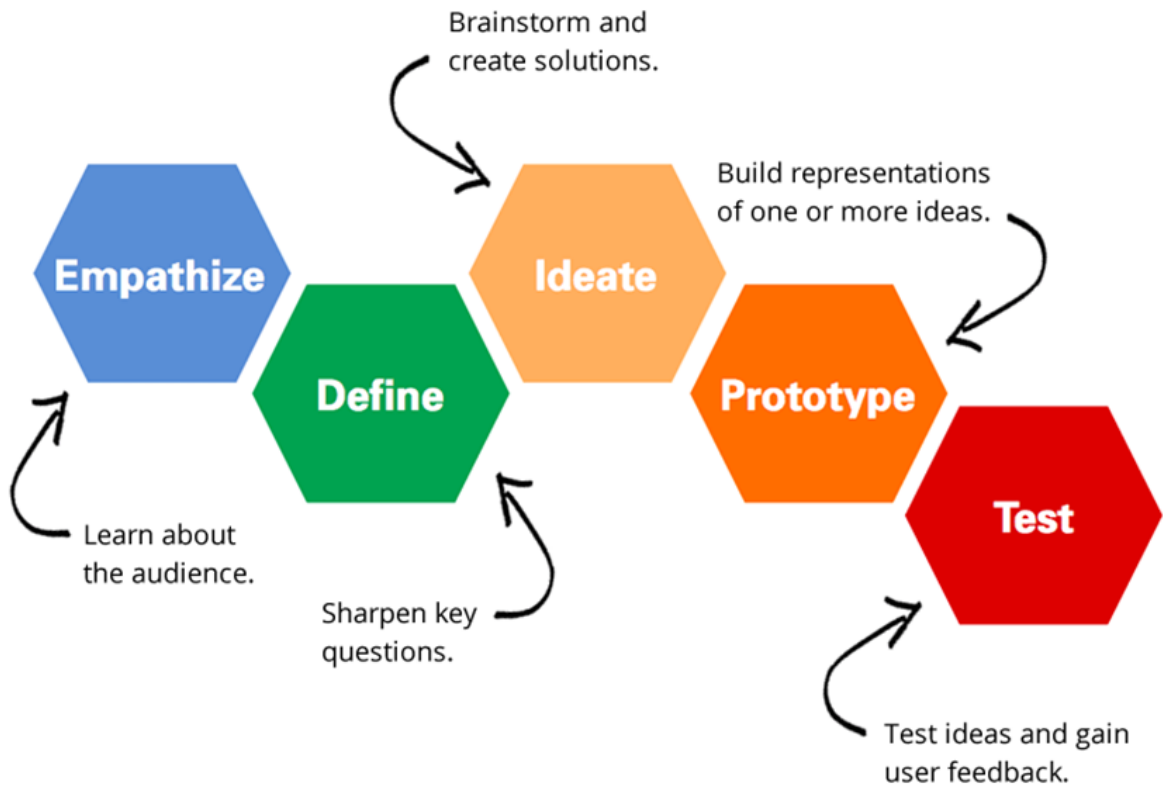 Brainstorm and
create solutions.
Build representations
of one or more ideas.
Empathize
Ideate
Define
Prototype
Test
Learn about
the audience.
Sharpen key
questions.
Test ideas and gain
user feedback.